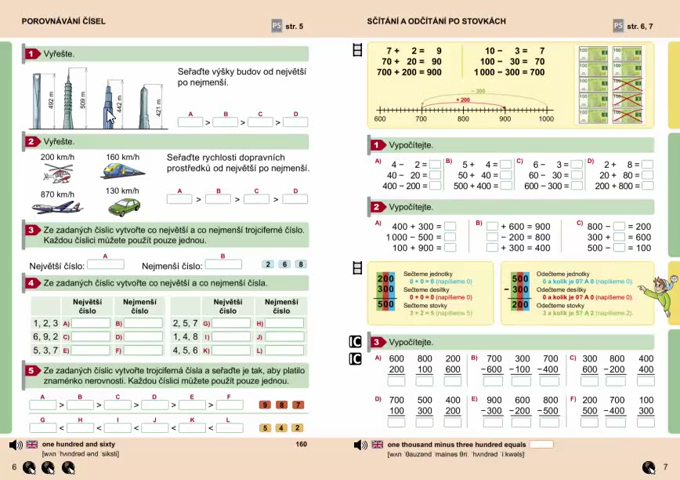 POROVNÁVÁNÍ ČÍSEL
PS str. 5
1 Vyřešte.
492 m
509 m
442 m
421 m
Seřaďte výšky budov od největší
po nejmenší.
A B C D
> > >
2 Vyřešte.
200 km/h 160 km/h
870 km/h 130 km/h
Seřaďte rychlosti dopravních
prostředků od největší po nejmenší.
A B C D
> > >
3 Ze zadaných číslic vytvořte co největší a co nejmenší trojciferné číslo.
Každou číslici můžete použít pouze jednou.
A B
Největší číslo: Nejmenší číslo: 2 6 8
4 Ze zadaných číslic vytvořte co největší a co nejmenší číslo.
Největší číslo Nejmenší číslo Největší číslo Nejmenší číslo
1, 2, 3 A) B) 2, 5, 7 G) H)
6, 9, 2 C) D) 1, 4, 8 I) J)
5, 3, 7 E) F) 4, 5, 6 K) L)
5 Ze zadaných číslic vytvořte trojciferná čísla a seřaďte je tak, aby platilo
znaménko nerovnosti. Každou číslici můžete použít pouze jednou.
A B C D E F
> > > > > 9 8 7
G H I J K L
< < < < < 5 4 2
one hundred and sixty 160
6
SČÍTÁNÍ A ODČÍTÁNÍ PO STOVKÁCH
PS str. 6, 7
7 + 2 = 9 10 - 3 = 7
70 + 20 = 90 100 - 30 = 70
700 + 200 = 900 1 000 - 300 = 700
- 300
+ 200
600 700 800 900 1000
1 Vypočítejte.
A) 4 - 2 = B) 5 + 4 = C) 6 - 3 = D) 2 + 8 =
40 - 20 = 50 + 40 = 60 - 30 = 20 + 80 =
400 - 200 = 500 + 400 = 600 - 300 = 200 + 800 =
2 Vypočítejte.
A) 400 + 300 = B) + 600 = 900 C) 800 - = 200
1 000 - 500 = - 200 = 800 300 + = 600
100 + 900 = + 300 = 400 500 - = 100
200
300
500
Sečteme jednotky
0 + 0 = 0 (napíšeme 0)
Sečteme desítky
0 + 0 = 0 (napíšeme 0)
Sečteme stovky
3 + 2 = 5 (napíšeme 5)
500
- 300
200
Odečteme jednotky
0 a kolik je 0? A 0 (napíšeme 0)
Odečteme desítky
0 a kolik je 0? A 0 (napíšeme 0)
Odečteme stovky
3 a kolik je 5? A 2 (napíšeme 2)
3 Vypočítejte.
A) 600 800 200 B) 700 300 700 C) 300 800 400
200 100 600 -600 -100 -400 600 -200 400
D) 700 500 400 E) 900 600 800 F) 200 700 100
100 300 200 -300 -200 -500 500 -400 300
one thousand minus three hundred equals
7